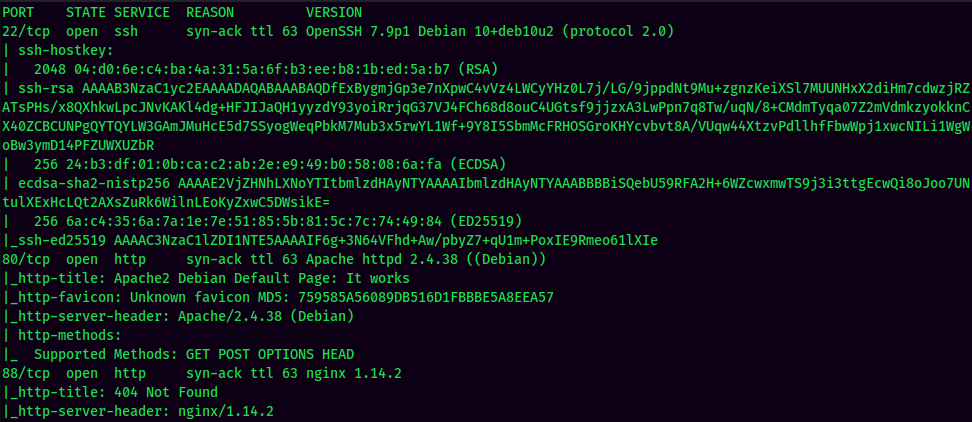 PORT    STATE SERVICE  REASON         VERSION
22/tcp  open  ssh      syn-ack ttl 63 OpenSSH 7.9p1 Debian 10+deb10u2 (protocol 2.0)
| ssh-hostkey:
|   2048 04:d0:6e:c4:ba:4a:31:5a:6f:b3:ee:b8:1b:ed:5a:b7 (RSA)
| ssh-rsa AAAAB3NzaC1yc2EAAAADAQABAAABAQDfExBygmjGp3e7nXpwC4vVz4LWCyYHz0L7j/LG/9jppdNt9Mu+zgnzKeiXSl7MUUNHxX2diHm7cdwzjRZ
ATsPHs/x8QXhkwLpcJNvKAKl4dg+HFJIJaQH1yyzdY93yoiRrjqG37VJ4FCh68d8ouC4UGtsf9jjzxA3LwPpn7q8Tw/uqN/8+CMdmTyqa07Z2mVdmkzyokknC
X40ZCBCUNPgQYTQYLW3GAmJMuHcE5d7SSyogWeqPbkM7Mub3x5rwYL1Wf+9Y8I5SbmMcFRHOSGroKHYcvbvt8A/VUqw44XtzvPdllhfFbwWpj1xwcNILi1WgW
oBw3ymD14PFZUWXUZbR
|   256 24:b3:df:01:0b:ca:c2:ab:2e:e9:49:b0:58:08:6a:fa (ECDSA)
| ecdsa-sha2-nistp256 AAAAE2VjZHNhLXNoYTItbmlzdHAyNTYAAAAIbmlzdHAyNTYAAABBBBiSQebU59RFA2H+6WZcwxmwTS9j3i3ttgEcwQi8oJoo7UN
tulXExHcLQt2AXsZuRk6WilnLEoKyZxwC5DWsikE=
|   256 6a:c4:35:6a:7a:1e:7e:51:85:5b:81:5c:7c:74:49:84 (ED25519)
|_ssh-ed25519 AAAAC3NzaC1lZDI1NTE5AAAAIF6g+3N64VFhd+Aw/pbyZ7+qU1m+PoxIE9Rmeo61lXIe
80/tcp  open  http     syn-ack ttl 63 Apache httpd 2.4.38 ((Debian))
|_http-title: Apache2 Debian Default Page: It works
|_http-favicon: Unknown favicon MD5: 759585A56089DB516D1FBBBE5A8EEA57
|_http-server-header: Apache/2.4.38 (Debian)
| http-methods:
|_  Supported Methods: GET POST OPTIONS HEAD
88/tcp  open  http     syn-ack ttl 63 nginx 1.14.2
|_http-title: 404 Not Found
|_http-server-header: nginx/1.14.2